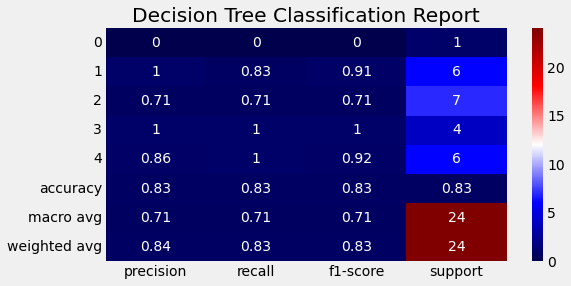 Decision Tree Classification Report
0 0 0 0 1
1 1 0.83 0.91 6
2 0.71 0.71 0.71 7
3 1 1 1 4
4 0.86 1 0.92 6
accuracy 0.83 0.83 0.83 0.83
macro avg 0.71 0.71 0.71 24
weighted avg 0.84 0.83 0.83 24
precision recall f1-score support
20
15
10
5
0